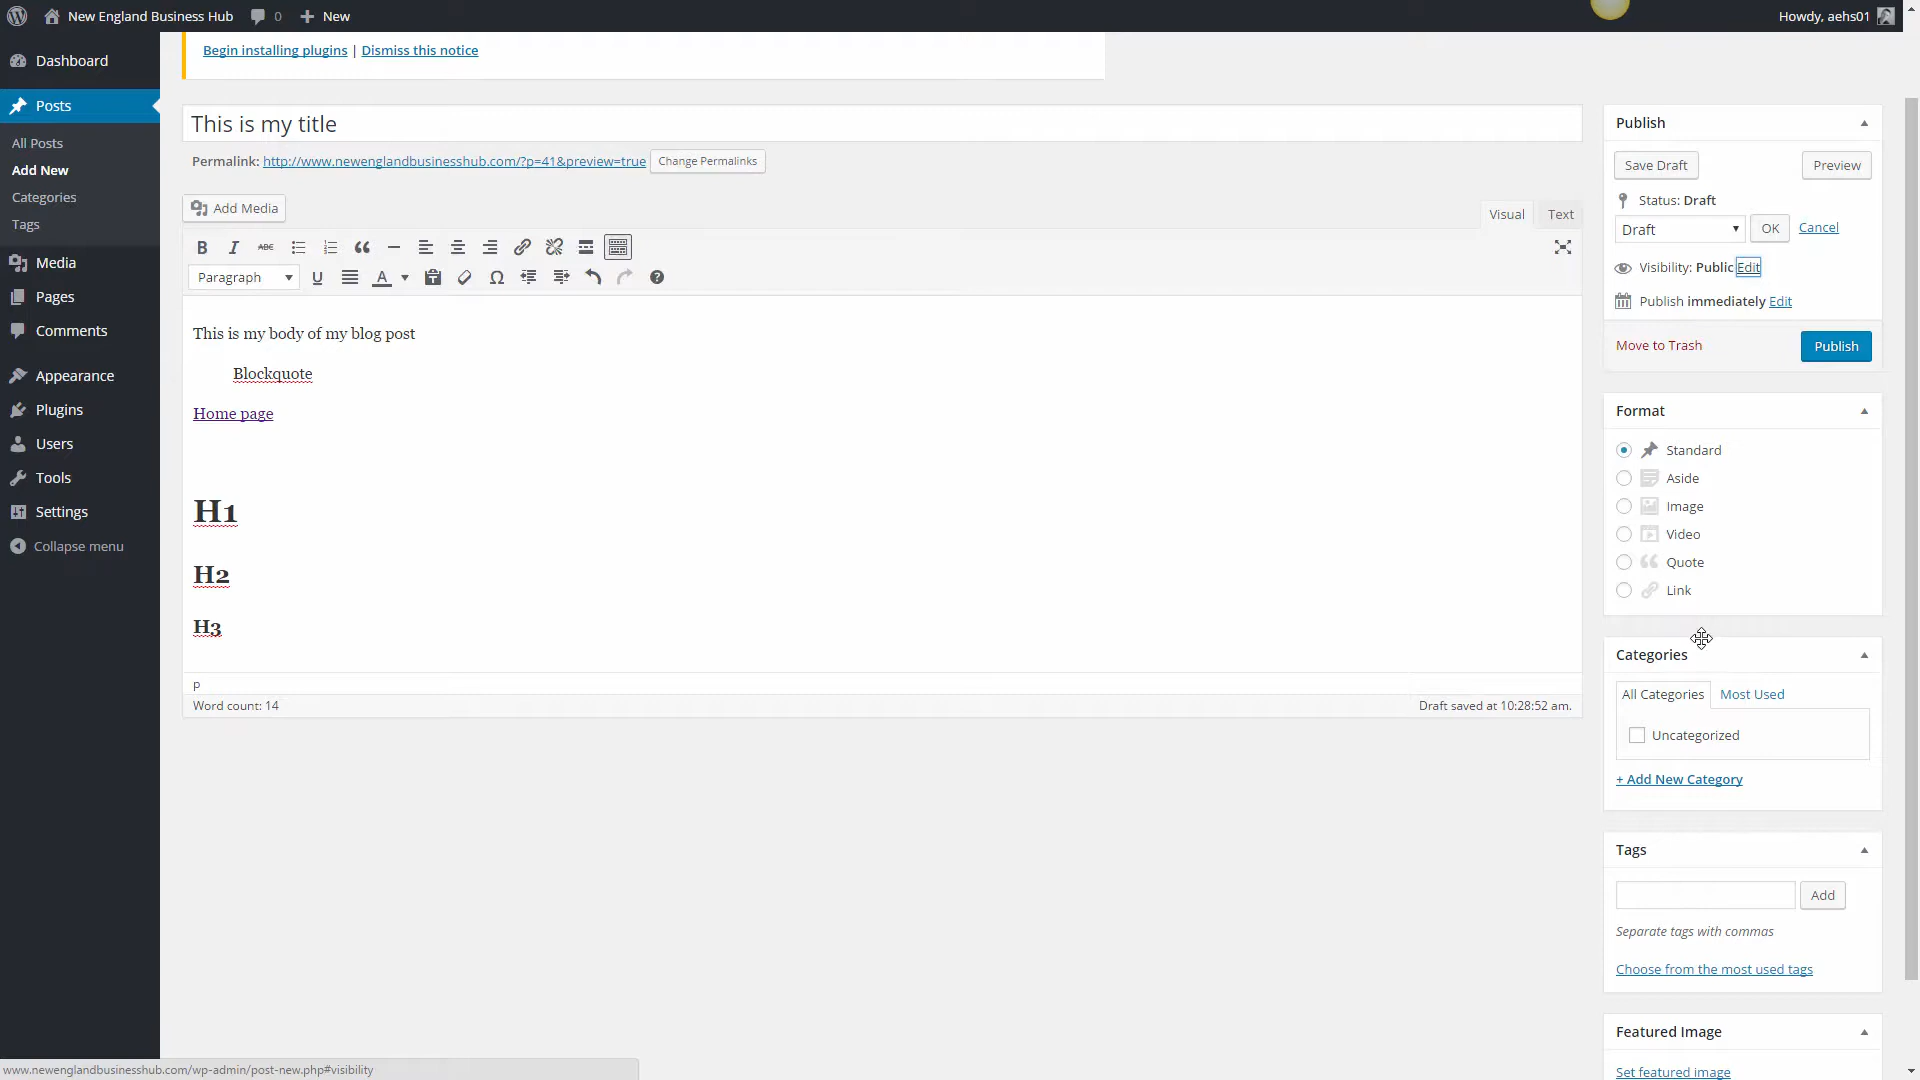 New England Business Hub 0 New Howdy, aehs01
Dashboard
Posts
All Posts
Add New
Categories
Tags
Media
Pages
Comments
Appearance
Plugins
Users
Tools
Settings
Collapse menu
Begin installing plugins | Dismiss this notice
This is my title
Permalink: http://www.newenglandbusinesshub.com/?p=41&preview=true Change Permalinks
Add Media
Visual Text
B I ABC
Paragraph U A Ω ?
This is my body of my blog post
Blockquote
Home page
H1
H2
H3
p
Word count: 14 Draft saved at 10:28:52 am.
Publish
Save Draft Preview
Status: Draft
Draft OK Cancel
Visibility: Public Edit
Publish immediately Edit
Move to Trash Publish
Format
Standard
Aside
Image
Video
Quote
Link
Categories
All Categories Most Used
Uncategorized
+ Add New Category
Tags
Add
Separate tags with commas
Choose from the most used tags
Featured Image
Set featured image
www.newenglandbusinesshub.com/wp-admin/post-new.php#visibility